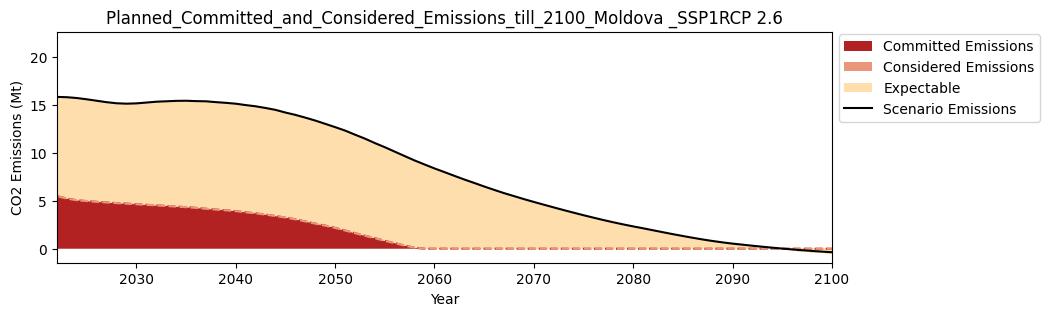 Planned_Committed_and_Considered_Emissions_till_2100_Moldova _SSP1RCP 2.6
Committed Emissions
Considered Emissions
Expectable
Scenario Emissions
CO2 Emissions (Mt)
20
15
10
5
0
2030
2040
2050
2060
2070
2080
2090
2100
Year